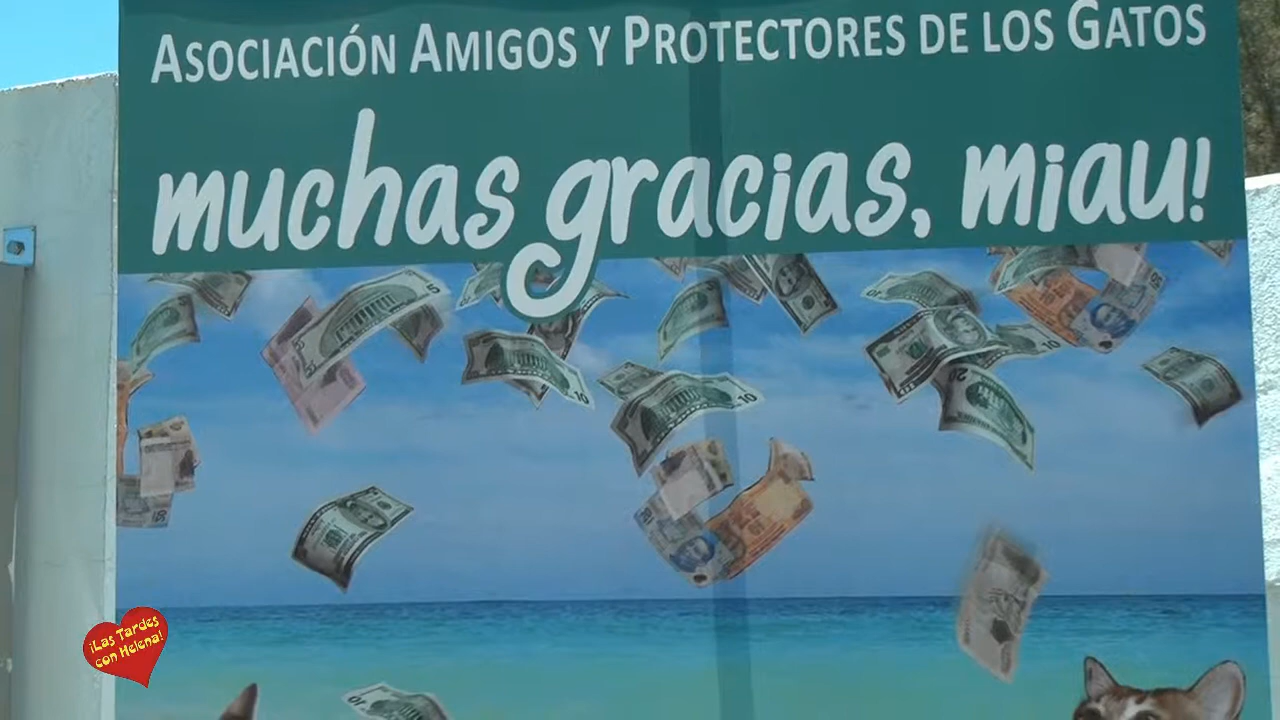 ASOCIACIÓN AMIGOS Y PROTECTORES DE LOS GATOS
muchas gracias, miau!
¡LAS TARDES
CON HELENA!